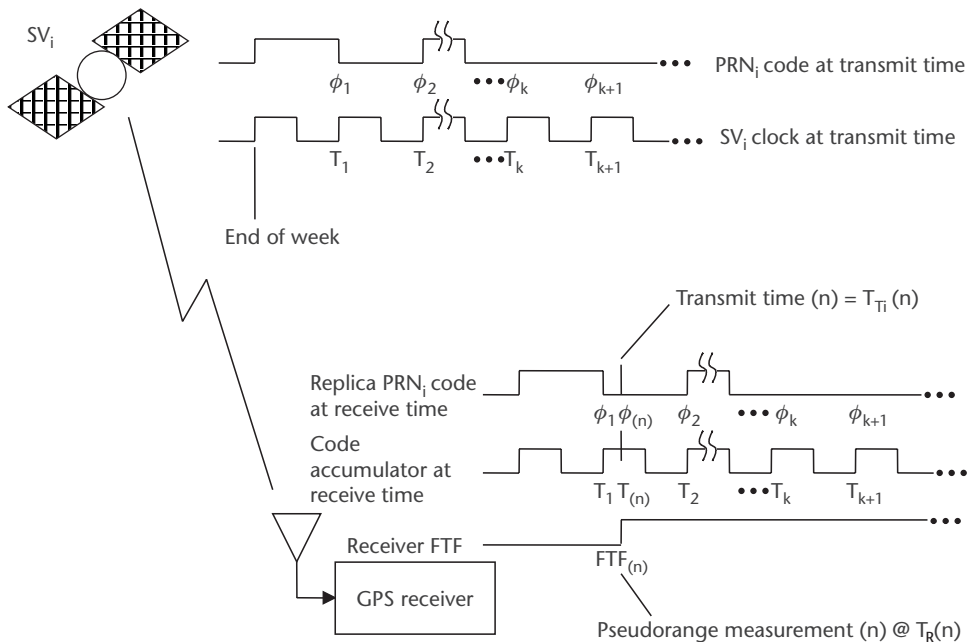 SVᵢ
PRNᵢ code at transmit time
ϕ₁ ϕ₂ •••ϕₖ ϕₖ₊₁ •••
SVᵢ clock at transmit time
T₁ T₂ •••Tₖ Tₖ₊₁ •••
End of week
Transmit time (n) = T_Ti (n)
Replica PRNᵢ code
at receive time
•••
ϕ₁ ϕ₍ₙ₎ ϕ₂ •••ϕₖ ϕₖ₊₁
Code
accumulator at
receive time
•••
T₁ T₍ₙ₎ T₂ •••Tₖ Tₖ₊₁
Receiver FTF
•••
FTF₍ₙ₎
GPS receiver
Pseudorange measurement (n) @ T_R(n)